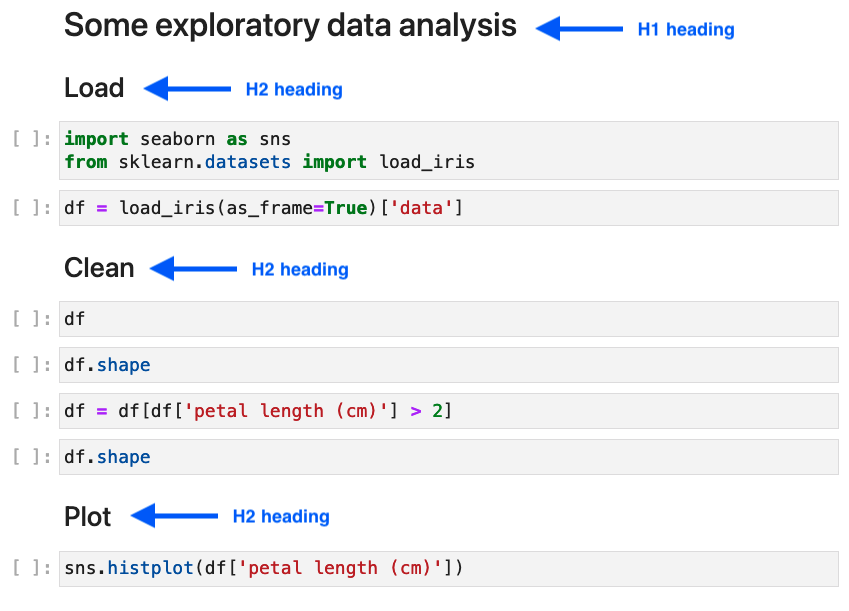 Some exploratory data analysis H1 heading
Load H2 heading
[ ]: import seaborn as sns
from sklearn.datasets import load_iris
[ ]: df = load_iris(as_frame=True)['data']
Clean H2 heading
[ ]: df
[ ]: df.shape
[ ]: df = df[df['petal length (cm)'] > 2]
[ ]: df.shape
Plot H2 heading
[ ]: sns.histplot(df['petal length (cm)'])